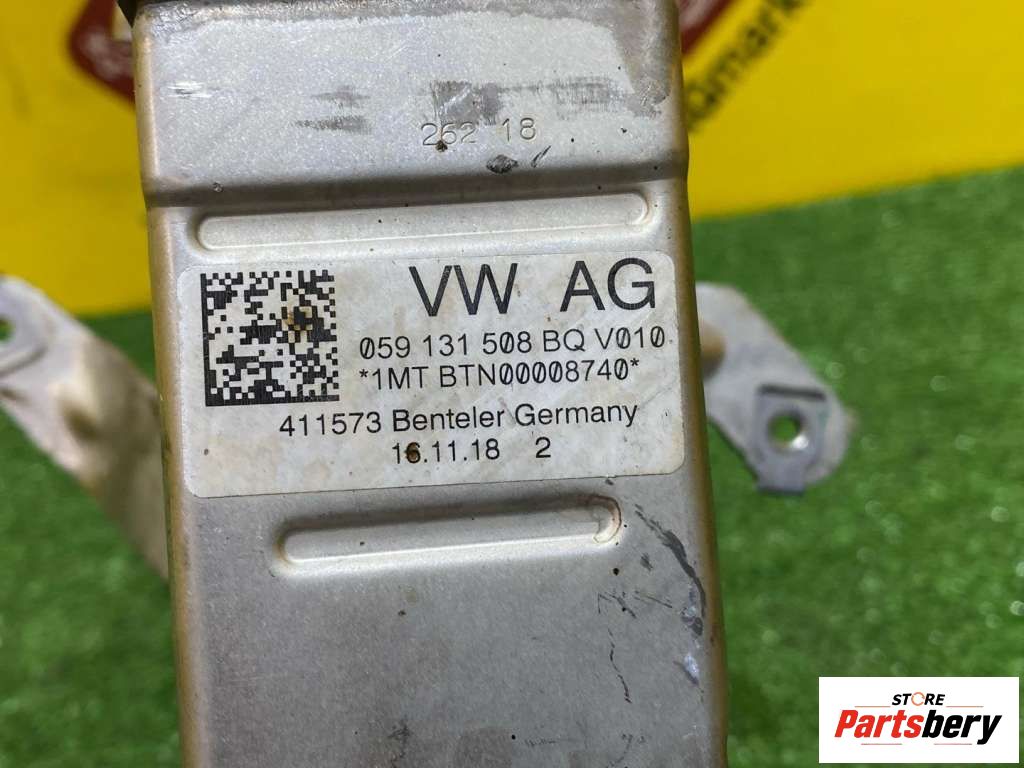 Qmark
262 18
VW AG
059 131 508 BQ V010
*1MT BTN00008740*
411573 Benteler Germany
16.11.18 2
STORE
Partsbery